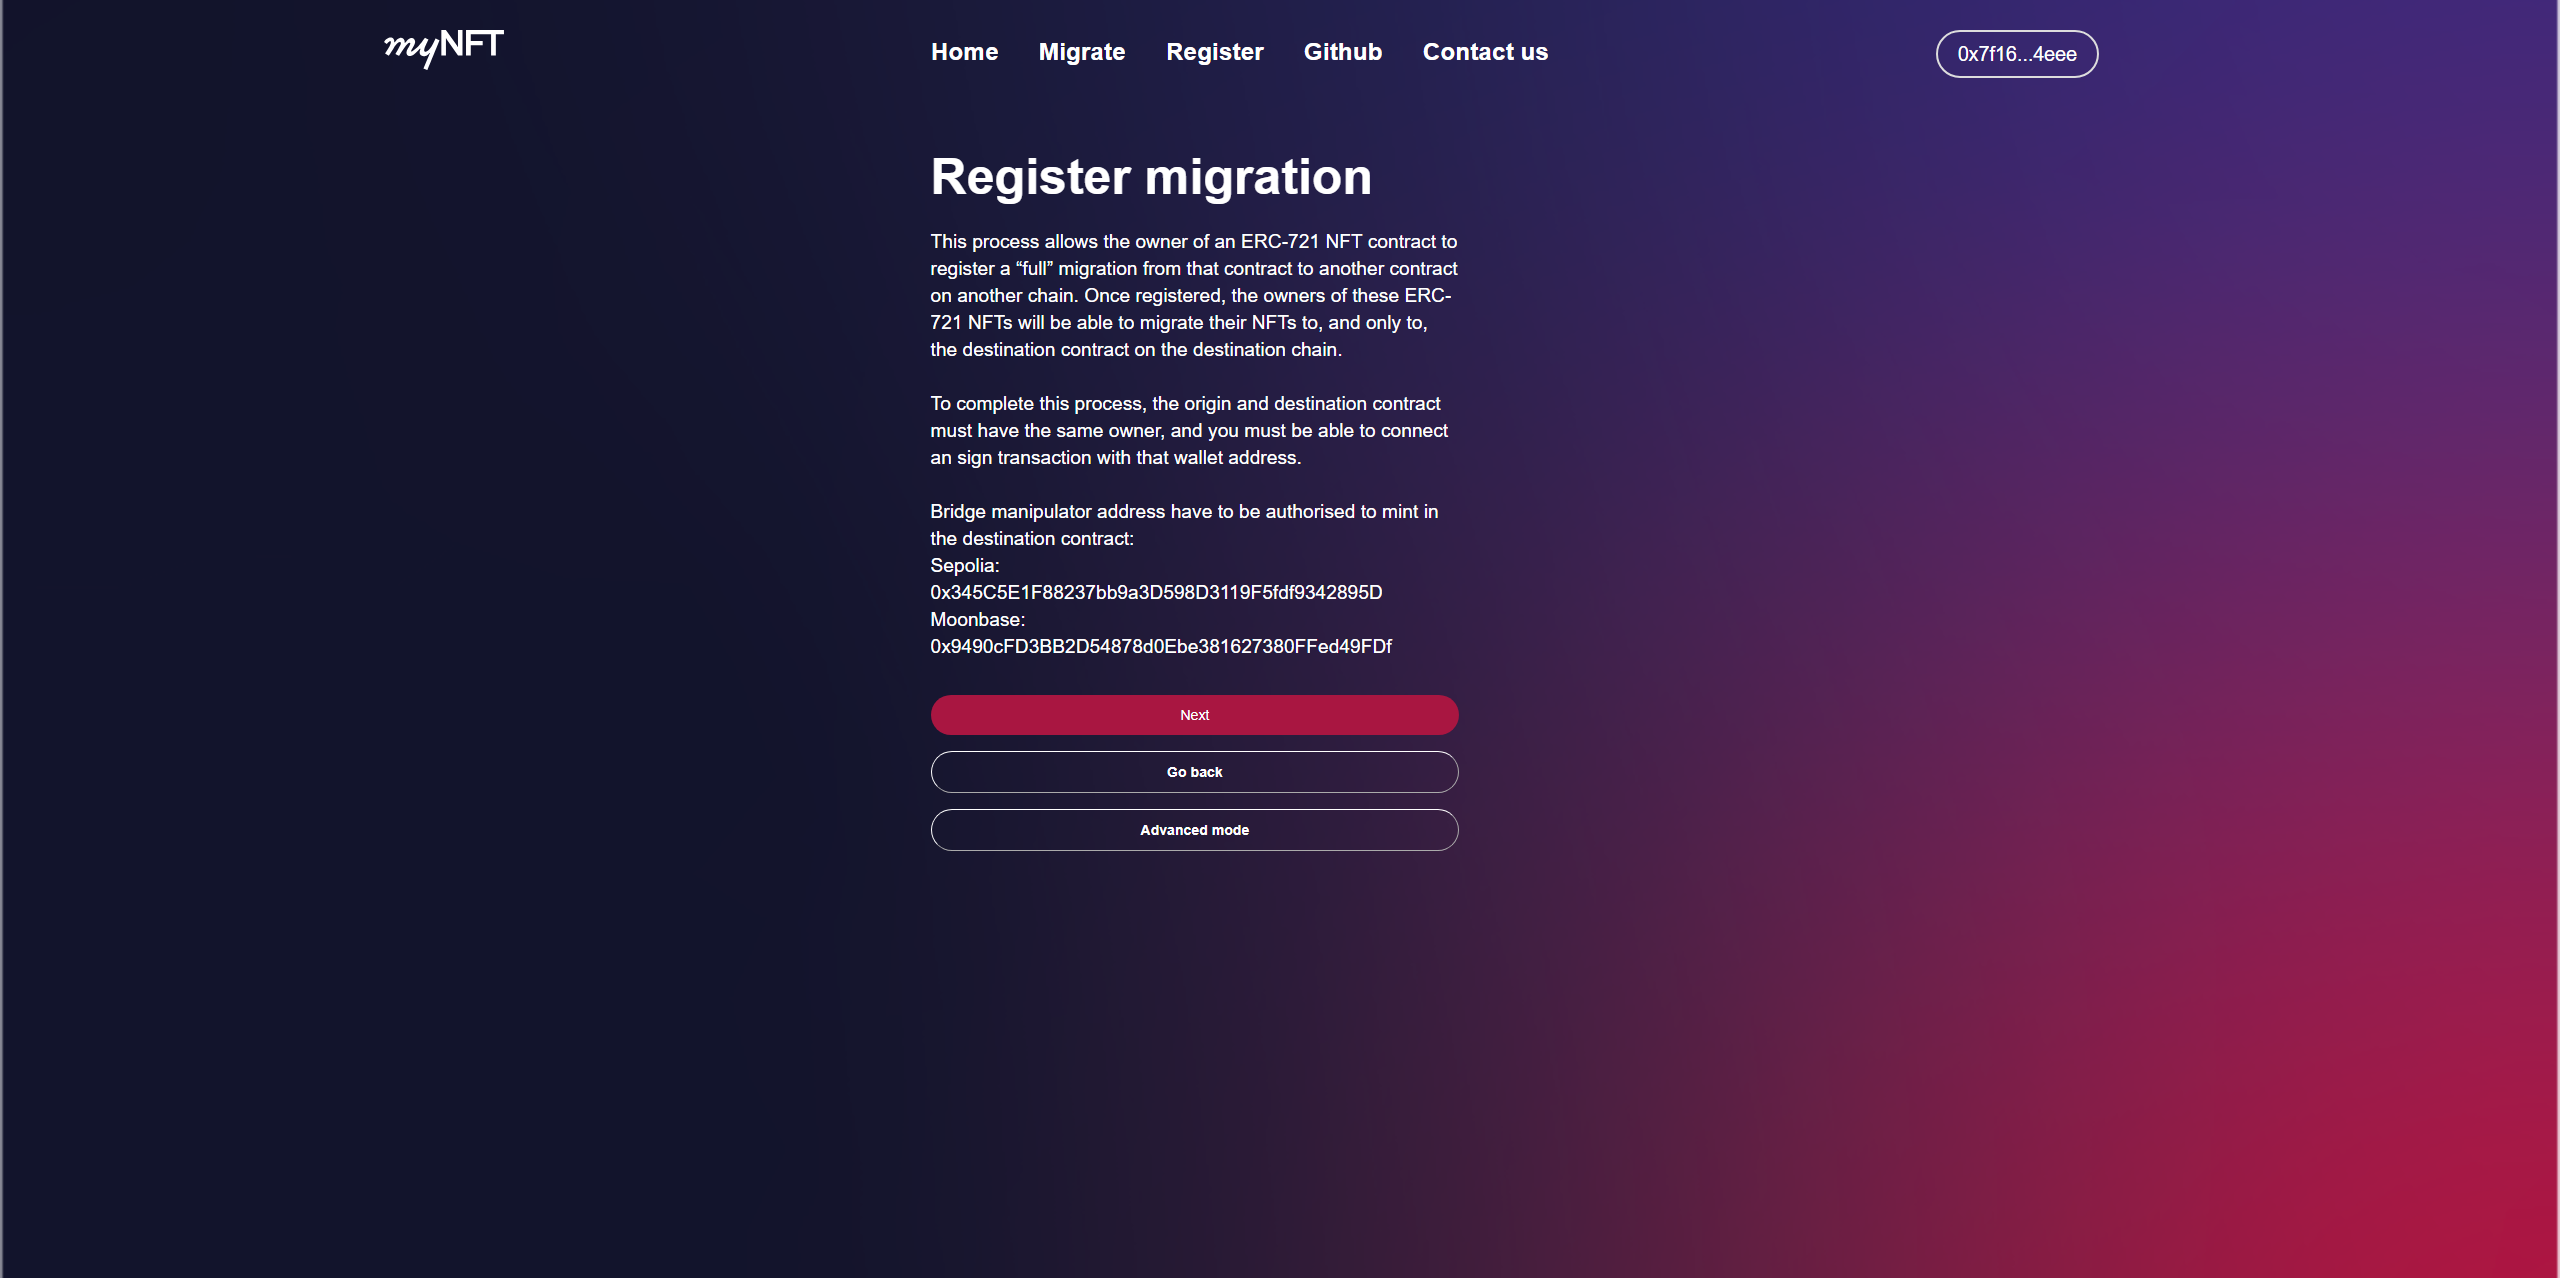 myNFT
Home Migrate Register Github Contact us
0x7f16...4eee
Register migration
This process allows the owner of an ERC-721 NFT contract to
register a “full” migration from that contract to another contract
on another chain. Once registered, the owners of these ERC-
721 NFTs will be able to migrate their NFTs to, and only to,
the destination contract on the destination chain.
To complete this process, the origin and destination contract
must have the same owner, and you must be able to connect
an sign transaction with that wallet address.
Bridge manipulator address have to be authorised to mint in
the destination contract:
Sepolia:
0x345C5E1F88237bb9a3D598D3119F5fdf9342895D
Moonbase:
0x9490cFD3BB2D54878d0Ebe381627380FFed49FDf
Next
Go back
Advanced mode